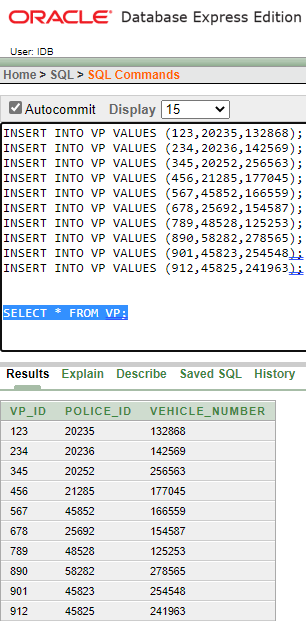 ORACLE® Database Express Edition
User: IDB
Home > SQL > SQL Commands
Autocommit Display 15
INSERT INTO VP VALUES (123,20235,132868);
INSERT INTO VP VALUES (234,20236,142569);
INSERT INTO VP VALUES (345,20252,256563);
INSERT INTO VP VALUES (456,21285,177045);
INSERT INTO VP VALUES (567,45852,166559);
INSERT INTO VP VALUES (678,25692,154587);
INSERT INTO VP VALUES (789,48528,125253);
INSERT INTO VP VALUES (890,58282,278565);
INSERT INTO VP VALUES (901,45823,254548);
INSERT INTO VP VALUES (912,45825,241963);
SELECT * FROM VP;
Results Explain Describe Saved SQL History
VP_ID POLICE_ID VEHICLE_NUMBER
123 20235 132868
234 20236 142569
345 20252 256563
456 21285 177045
567 45852 166559
678 25692 154587
789 48528 125253
890 58282 278565
901 45823 254548
912 45825 241963